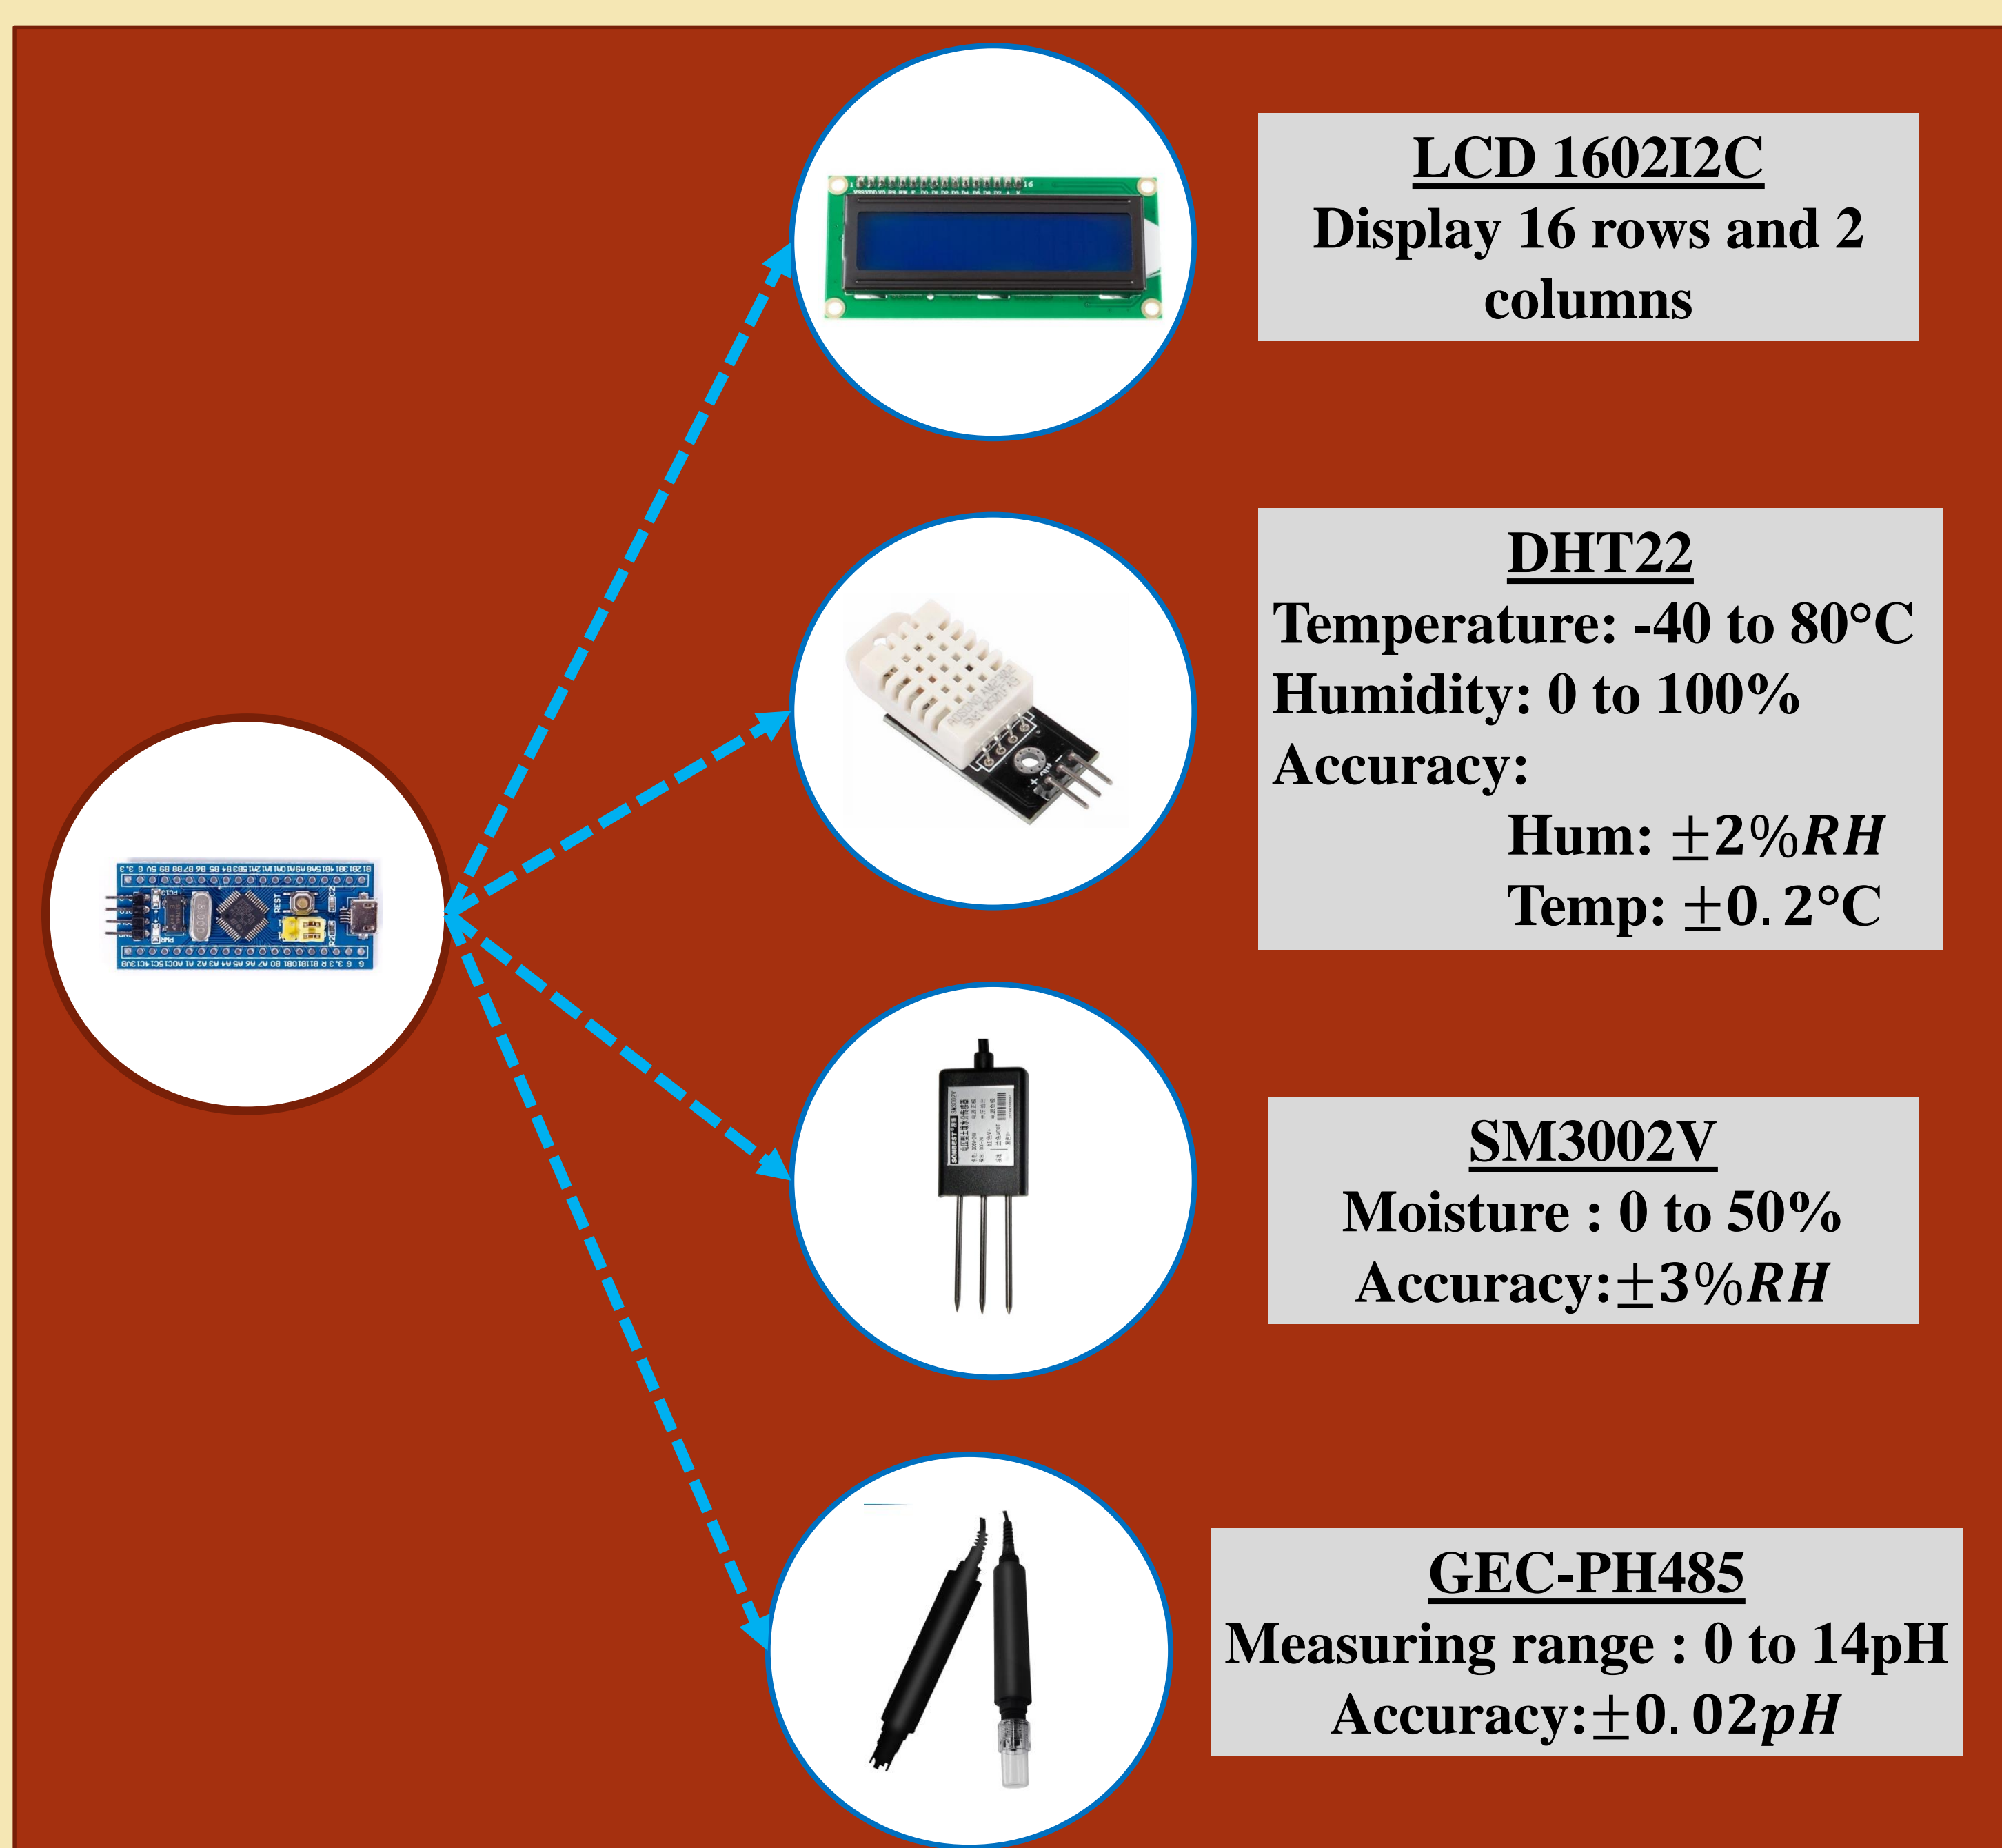 LCD 1602I2C
Display 16 rows and 2
columns
DHT22
Temperature: -40 to 80°C
Humidity: 0 to 100%
Accuracy:
Hum: ±2%RH
Temp: ±0.2°C
SM3002V
Moisture : 0 to 50%
Accuracy:±3%RH
GEC-PH485
Measuring range : 0 to 14pH
Accuracy:±0.02pH